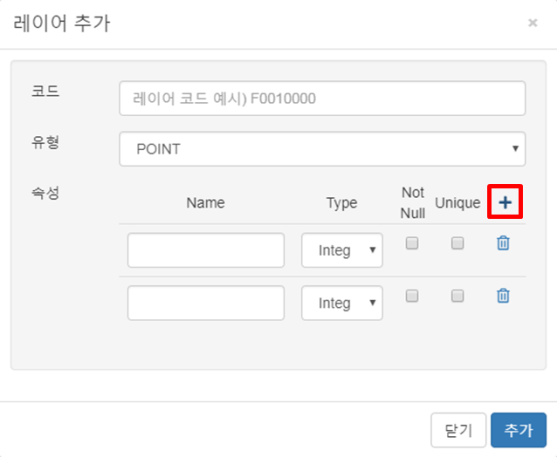 레이어 추가 ×
코드 레이어 코드 예시) F0010000
유형 POINT
속성 Name Type Not Null Unique +
Integ
Integ
닫기 추가